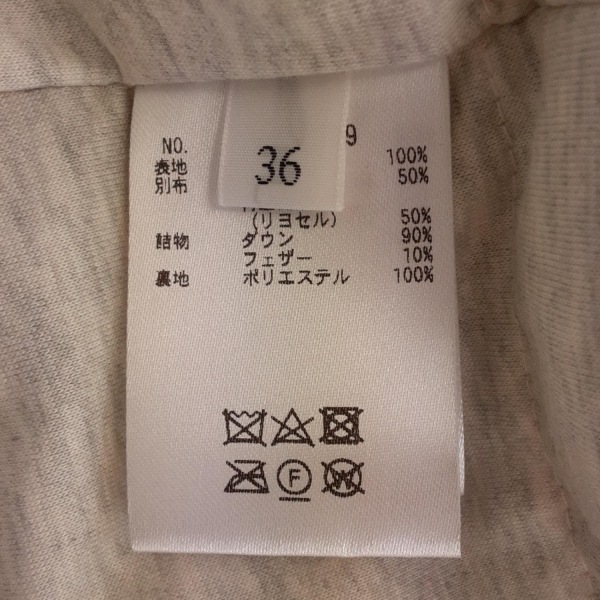 NO. 9
36
表地 100%
別布 50%
(リヨセル) 50%
詰物 ダウン 90%
フェザー 10%
裏地 ポリエステル 100%
F
W